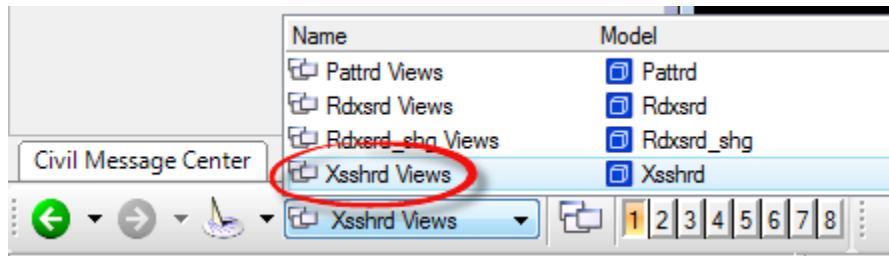 Name Model
Pattrd Views Pattrd
Rdxsrd Views Rdxsrd
Rdxsrd_shg Views Rdxsrd_shg
Xsshrd Views Xsshrd
Civil Message Center
Xsshrd Views 1 2 3 4 5 6 7 8